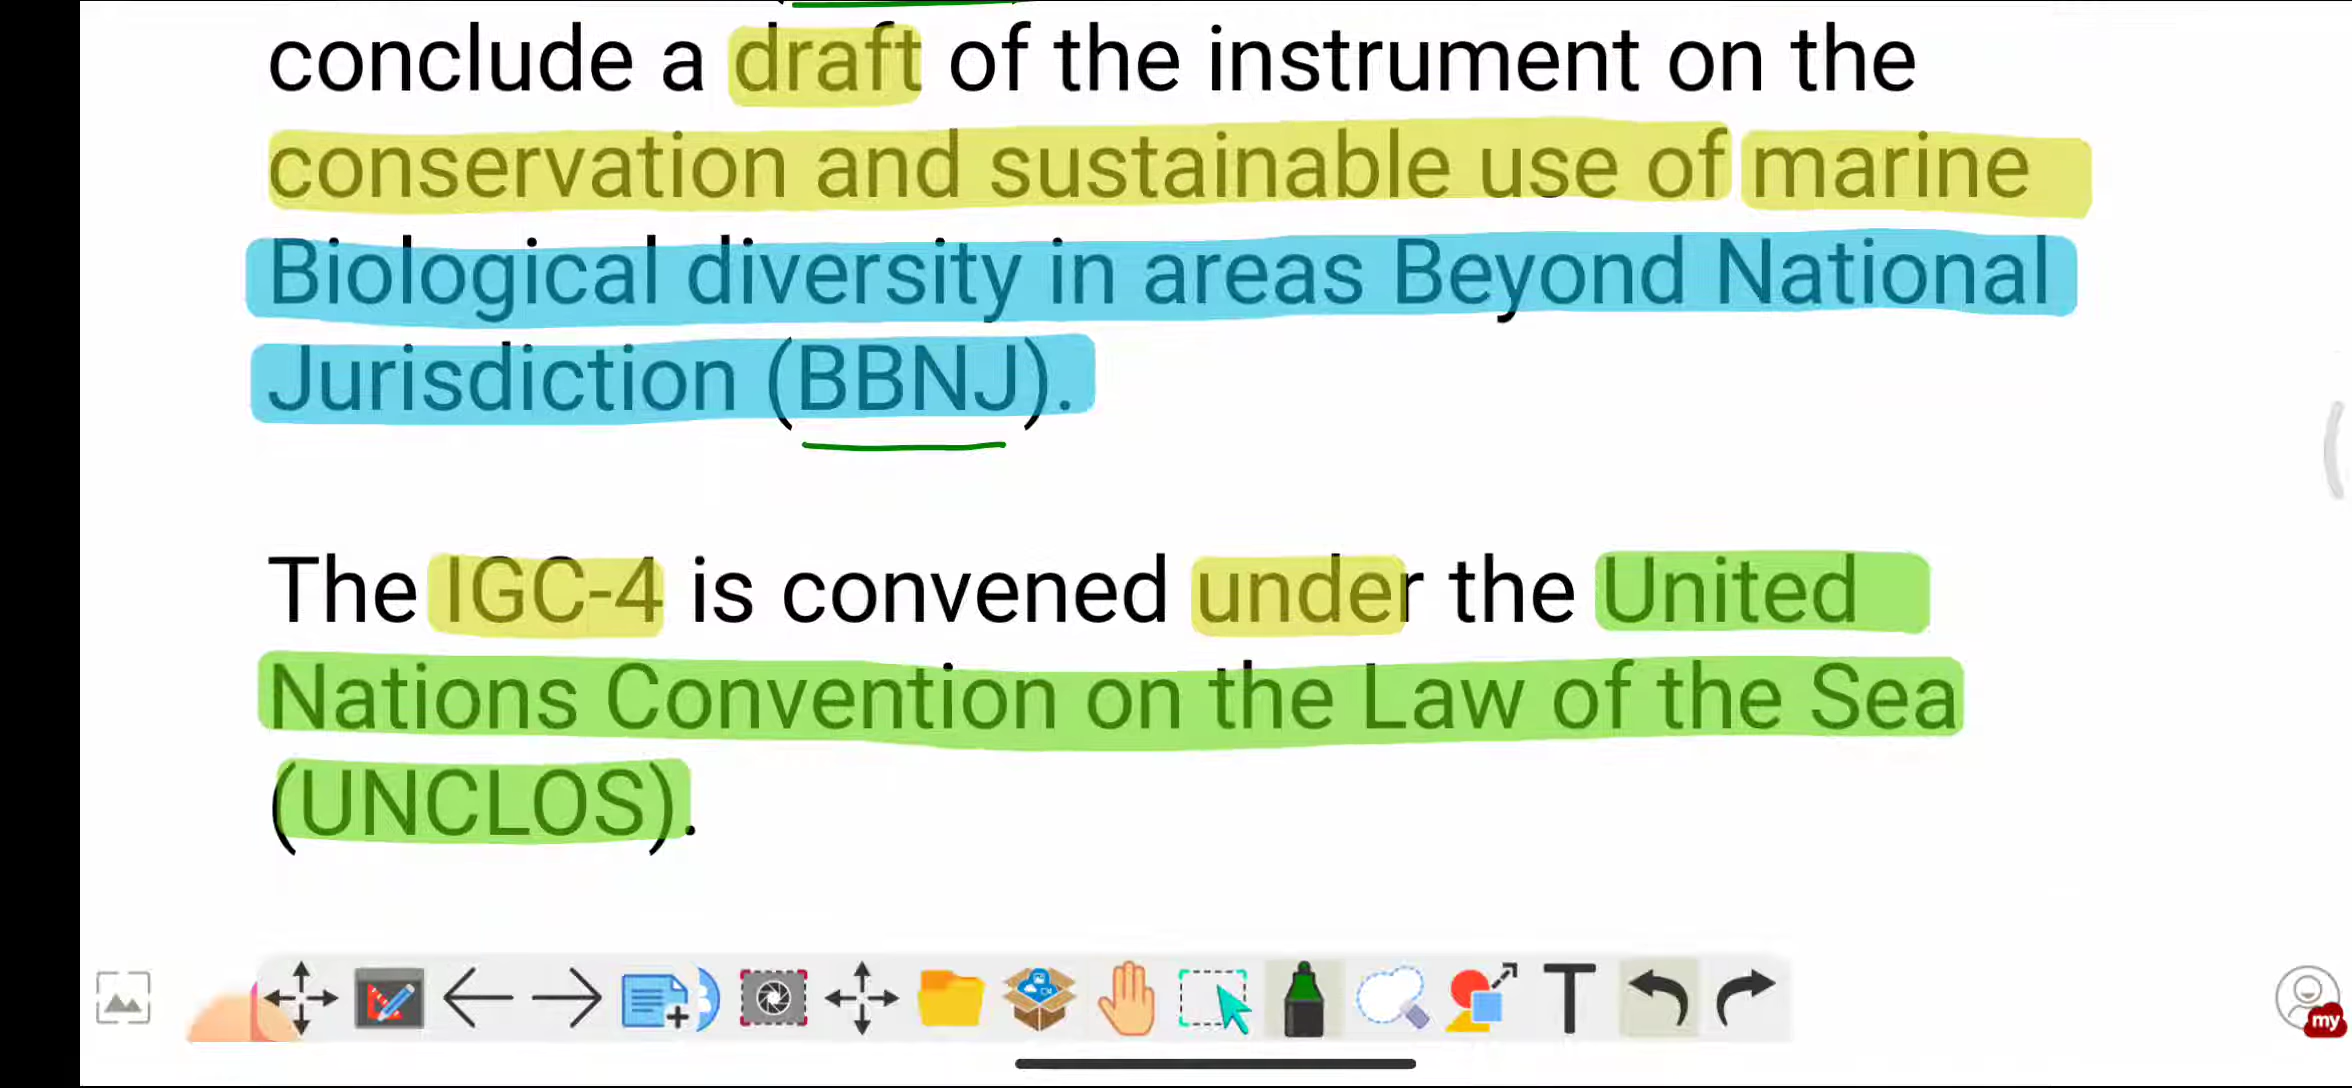 conclude a draft of the instrument on the
conservation and sustainable use of marine
Biological diversity in areas Beyond National
Jurisdiction (BBNJ).
The IGC-4 is convened under the United
Nations Convention on the Law of the Sea
(UNCLOS).
T
my